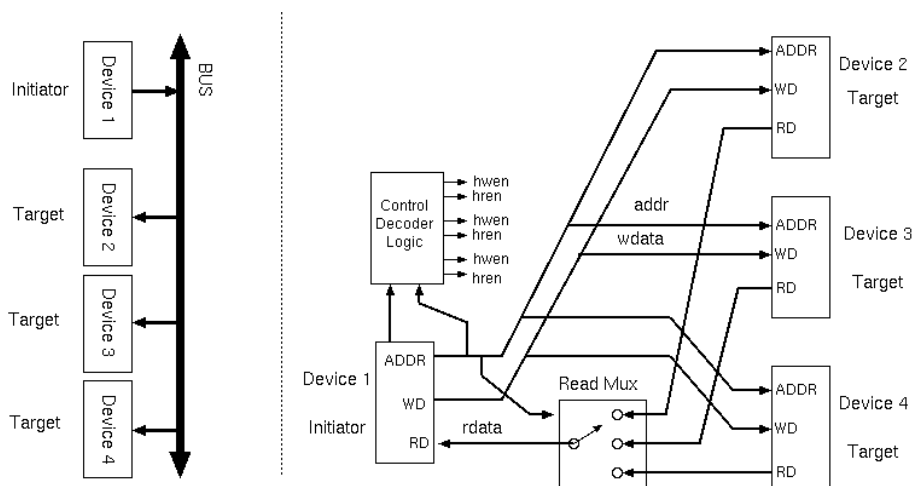 Initiator
Device 1
BUS
Target
Device 2
Target
Device 3
Target
Device 4
Control
Decoder
Logic
hwen
hren
hwen
hren
hwen
hren
addr
wdata
Device 1
Initiator
ADDR
WD
RD
rdata
Read Mux
ADDR
WD
RD
Device 2
Target
ADDR
WD
RD
Device 3
Target
ADDR
WD
RD
Device 4
Target